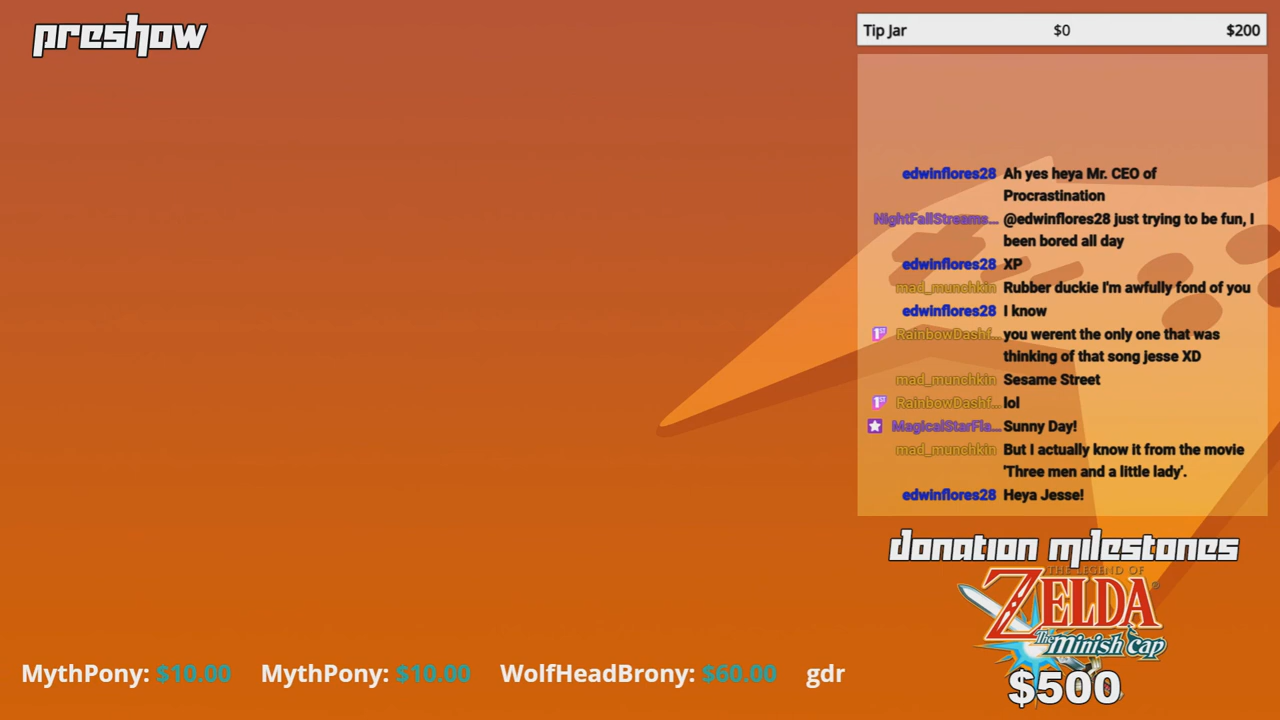 preshow
Tip Jar $0 $200
edwinflores28 Ah yes heya Mr. CEO of
Procrastination
NightFallStreams... @edwinflores28 just trying to be fun, I
been bored all day
edwinflores28 XP
mad_munchkin Rubber duckie I'm awfully fond of you
edwinflores28 I know
RainbowDashf... you werent the only one that was
thinking of that song jesse XD
mad_munchkin Sesame Street
RainbowDashf... lol
MagicalStarFla... Sunny Day!
mad_munchkin But I actually know it from the movie
'Three men and a little lady'.
edwinflores28 Heya Jesse!
donation milestones
THE LEGEND OF
ZELDA
The Minish Cap
$500
MythPony: $10.00 MythPony: $10.00 WolfHeadBrony: $60.00 gdr